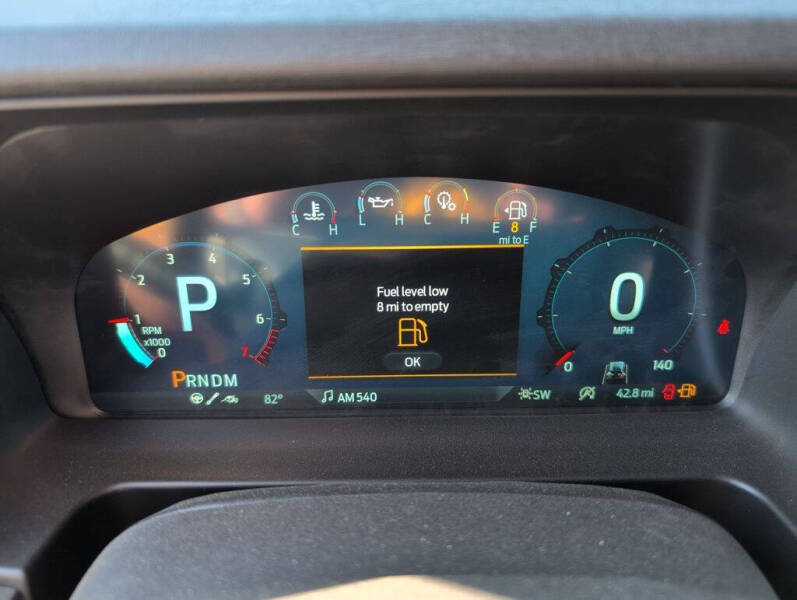 C H
L H
C H
E 8 F
mi to E
0 1 2 3 4 5 6 7
RPM
x1000
P
Fuel level low
8 mi to empty
OK
0
MPH
0 140
PRNDM
82°
AM 540
SW
42.8 mi